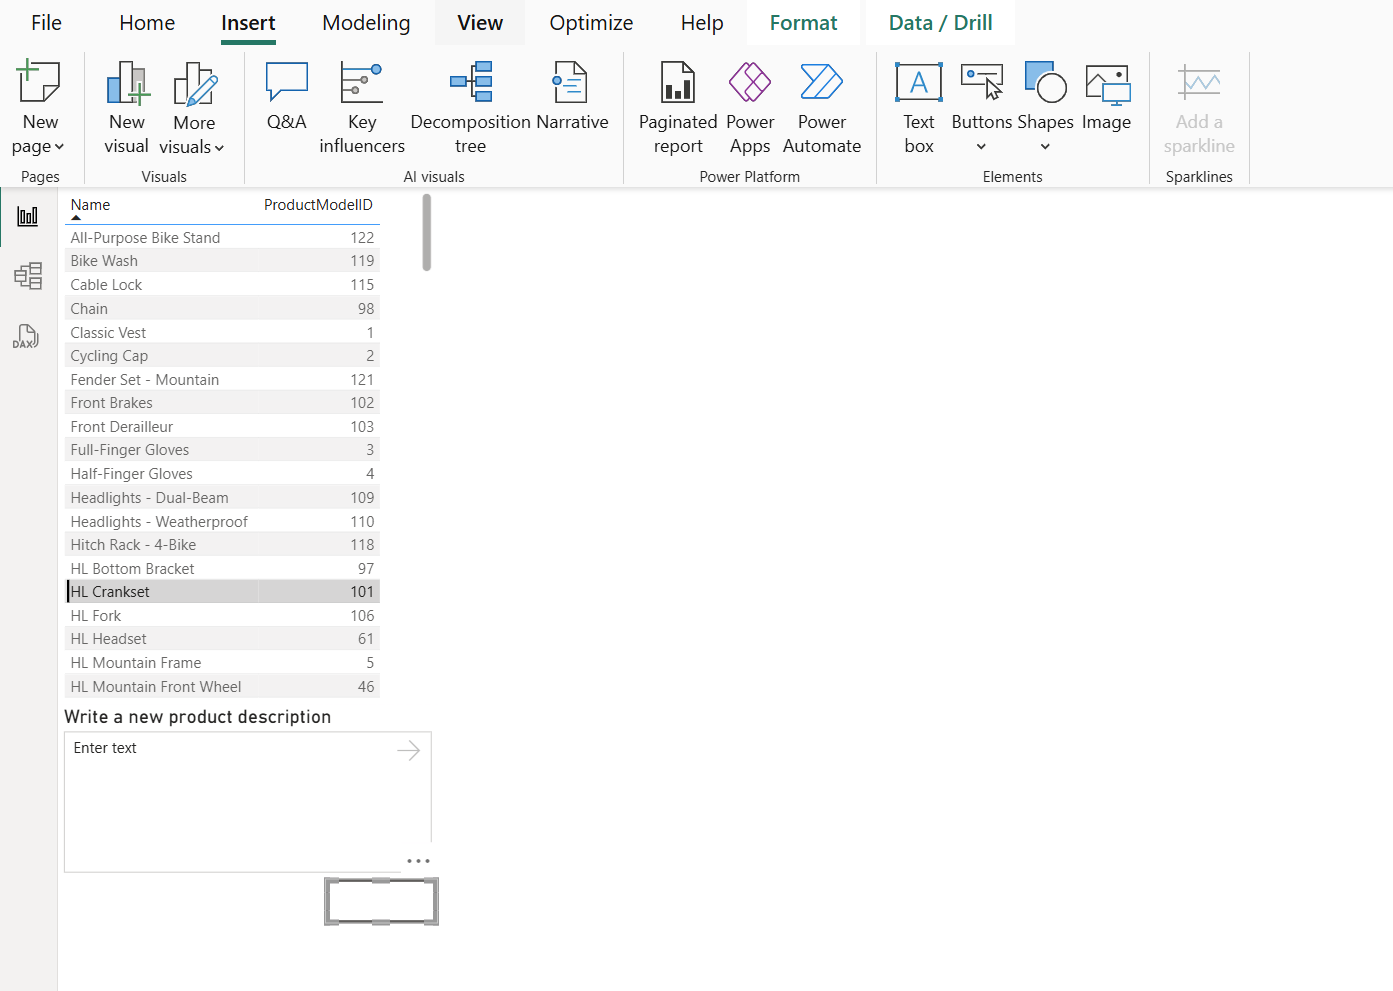 File Home Insert Modeling View Optimize Help Format Data / Drill
New page
New visual
More visuals
Q&A
Key influencers
Decomposition tree
Narrative
Paginated report
Power Apps
Power Automate
A
Text box
Buttons
Shapes
Image
Add a sparkline
Pages Visuals AI visuals Power Platform Elements Sparklines
DAX
Name ProductModelID
All-Purpose Bike Stand 122
Bike Wash 119
Cable Lock 115
Chain 98
Classic Vest 1
Cycling Cap 2
Fender Set - Mountain 121
Front Brakes 102
Front Derailleur 103
Full-Finger Gloves 3
Half-Finger Gloves 4
Headlights - Dual-Beam 109
Headlights - Weatherproof 110
Hitch Rack - 4-Bike 118
HL Bottom Bracket 97
HL Crankset 101
HL Fork 106
HL Headset 61
HL Mountain Frame 5
HL Mountain Front Wheel 46
Write a new product description
Enter text